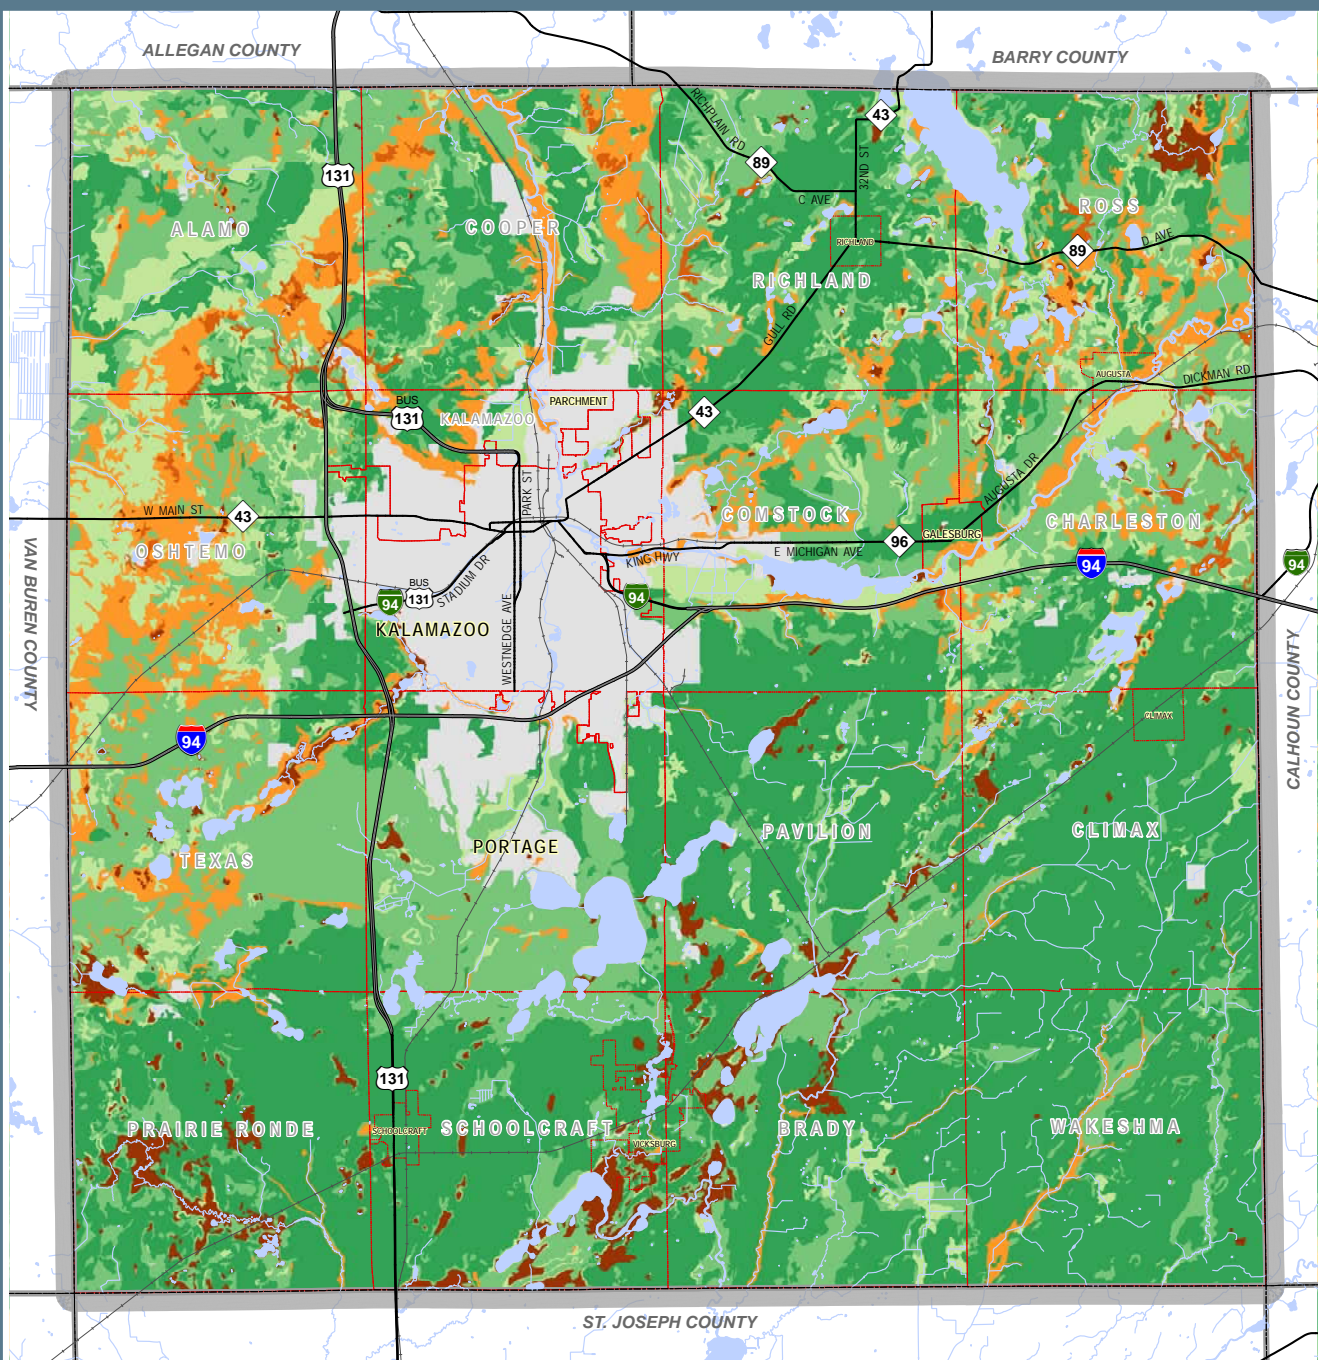 ALLEGAN COUNTY
BARRY COUNTY
RICHPLAIN RD
43
89
32ND ST
131
C AVE
ALAMO
COOPER
ROSS
RICHLAND
89
D AVE
RICHLAND
GULL RD
AUGUSTA
DICKMAN RD
BUS
131
KALAMAZOO
PARCHMENT
43
PARK ST
AUGUSTA DR
W MAIN ST
43
COMSTOCK
CHARLESTON
OSHTEMO
GALESBURG
96
E MICHIGAN AVE
KING HWY
94
94
VAN BUREN COUNTY
BUS
94
131
STADIUM DR
94
KALAMAZOO
WESTNEDGE AVE
CALHOUN COUNTY
CLIMAX
94
PAVILION
CLIMAX
PORTAGE
TEXAS
131
PRAIRIE RONDE
SCHOOLCRAFT
SCHOOLCRAFT
VICKSBURG
BRADY
WAKESHMA
ST. JOSEPH COUNTY